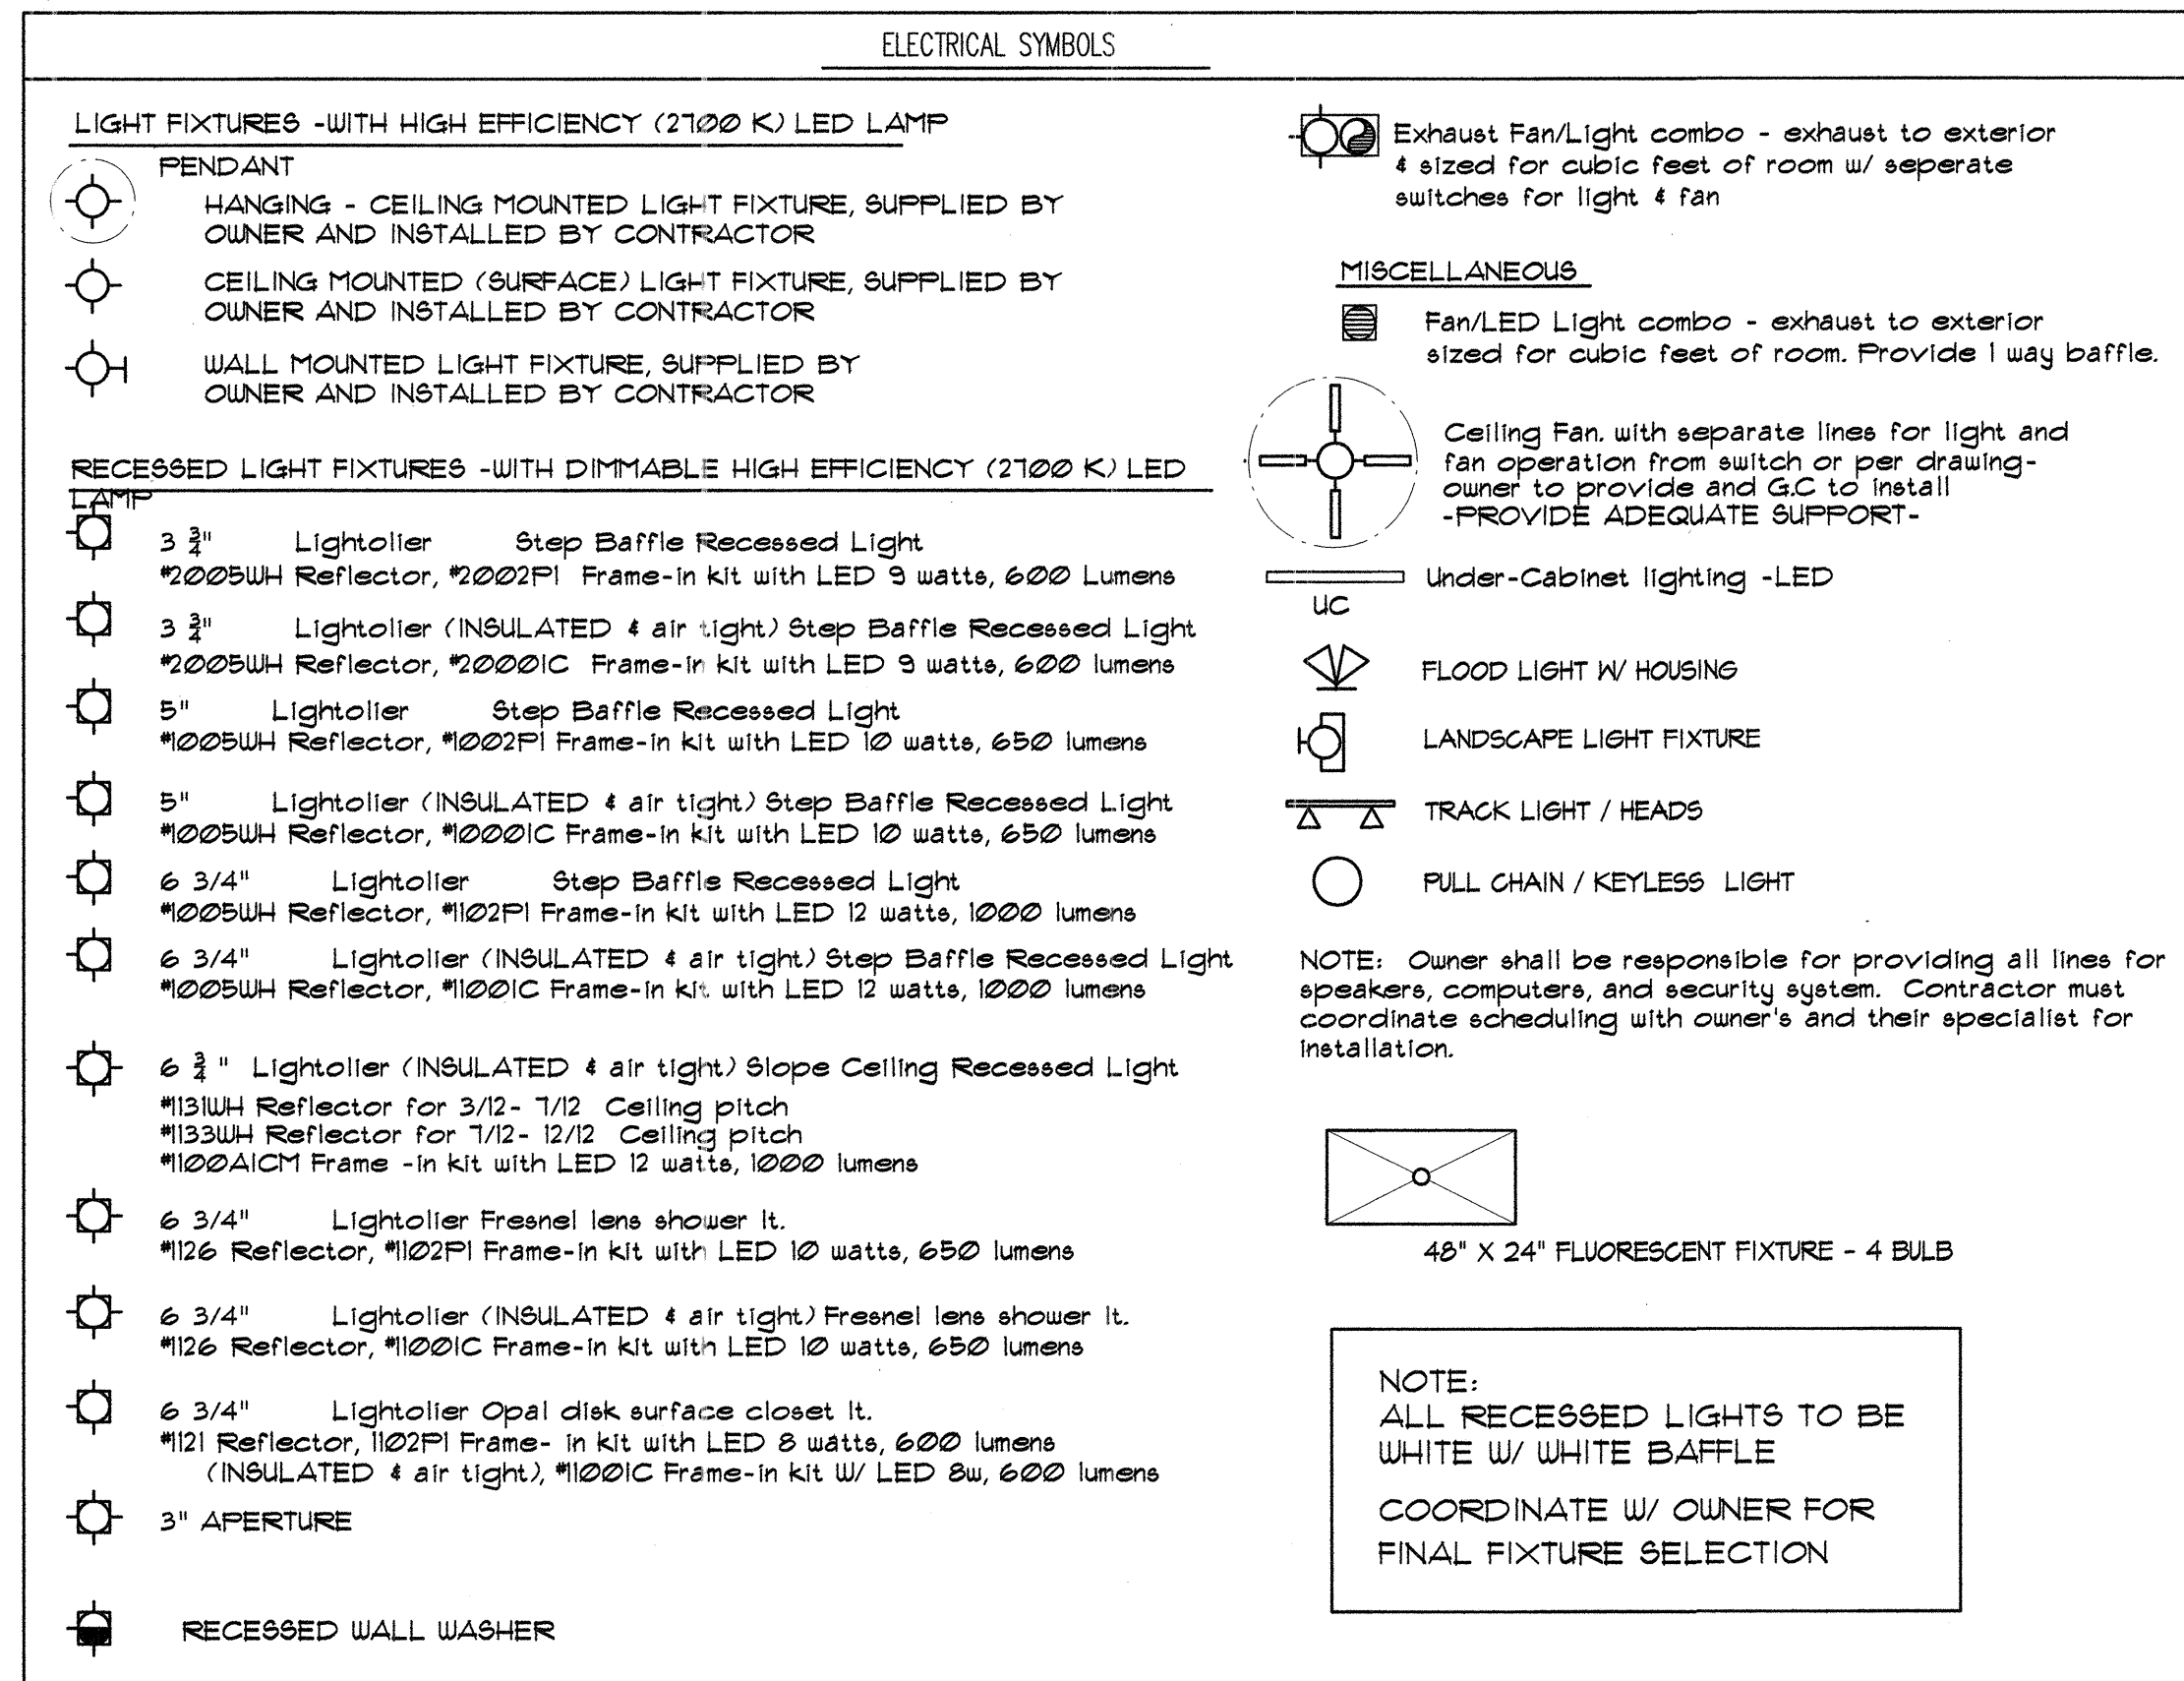 ELECTRICAL SYMBOLS
LIGHT FIXTURES -WITH HIGH EFFICIENCY (2700 K) LED LAMP
PENDANT
HANGING - CEILING MOUNTED LIGHT FIXTURE, SUPPLIED BY
OWNER AND INSTALLED BY CONTRACTOR
CEILING MOUNTED (SURFACE) LIGHT FIXTURE, SUPPLIED BY
OWNER AND INSTALLED BY CONTRACTOR
WALL MOUNTED LIGHT FIXTURE, SUPPLIED BY
OWNER AND INSTALLED BY CONTRACTOR
RECESSED LIGHT FIXTURES -WITH DIMMABLE HIGH EFFICIENCY (2700 K) LED
LAMP
3 3/4" Lightolier Step Baffle Recessed Light
#2005WH Reflector, #2002P1 Frame-in kit with LED 9 watts, 600 Lumens
3 3/4" Lightolier (INSULATED & air tight) Step Baffle Recessed Light
#2005WH Reflector, #2000IC Frame-in kit with LED 9 watts, 600 lumens
5" Lightolier Step Baffle Recessed Light
#1005WH Reflector, #1002P1 Frame-in kit with LED 10 watts, 650 lumens
5" Lightolier (INSULATED & air tight) Step Baffle Recessed Light
#1005WH Reflector, #1000IC Frame-in kit with LED 10 watts, 650 lumens
6 3/4" Lightolier Step Baffle Recessed Light
#1005WH Reflector, #1102P1 Frame-in kit with LED 12 watts, 1000 lumens
6 3/4" Lightolier (INSULATED & air tight) Step Baffle Recessed Light
#1005WH Reflector, #1100IC Frame-in kit with LED 12 watts, 1000 lumens
6 3/4 " Lightolier (INSULATED & air tight) Slope Ceiling Recessed Light
#1131WH Reflector for 3/12- 7/12 Ceiling pitch
#1133WH Reflector for 7/12- 12/12 Ceiling pitch
#1100AICM Frame -in kit with LED 12 watts, 1000 lumens
6 3/4" Lightolier Fresnel lens shower lt.
#1126 Reflector, #1102P1 Frame-in kit with LED 10 watts, 650 lumens
6 3/4" Lightolier (INSULATED & air tight) Fresnel lens shower lt.
#1126 Reflector, #1100IC Frame-in kit with LED 10 watts, 650 lumens
6 3/4" Lightolier Opal disk surface closet lt.
#1121 Reflector, 1102P1 Frame- in kit with LED 8 watts, 600 lumens
(INSULATED & air tight), #1100IC Frame-in kit W/ LED 8w, 600 lumens
3" APERTURE
RECESSED WALL WASHER
Exhaust Fan/Light combo - exhaust to exterior
& sized for cubic feet of room w/ seperate
switches for light & fan
MISCELLANEOUS
Fan/LED Light combo - exhaust to exterior
sized for cubic feet of room. Provide 1 way baffle.
Ceiling Fan. with separate lines for light and
fan operation from switch or per drawing-
owner to provide and G.C to install
-PROVIDE ADEQUATE SUPPORT-
Under-Cabinet lighting -LED
UC
FLOOD LIGHT W/ HOUSING
LANDSCAPE LIGHT FIXTURE
TRACK LIGHT / HEADS
PULL CHAIN / KEYLESS LIGHT
NOTE: Owner shall be responsible for providing all lines for
speakers, computers, and security system. Contractor must
coordinate scheduling with owner's and their specialist for
installation.
48" X 24" FLUORESCENT FIXTURE - 4 BULB
NOTE:
ALL RECESSED LIGHTS TO BE
WHITE W/ WHITE BAFFLE
COORDINATE W/ OWNER FOR
FINAL FIXTURE SELECTION